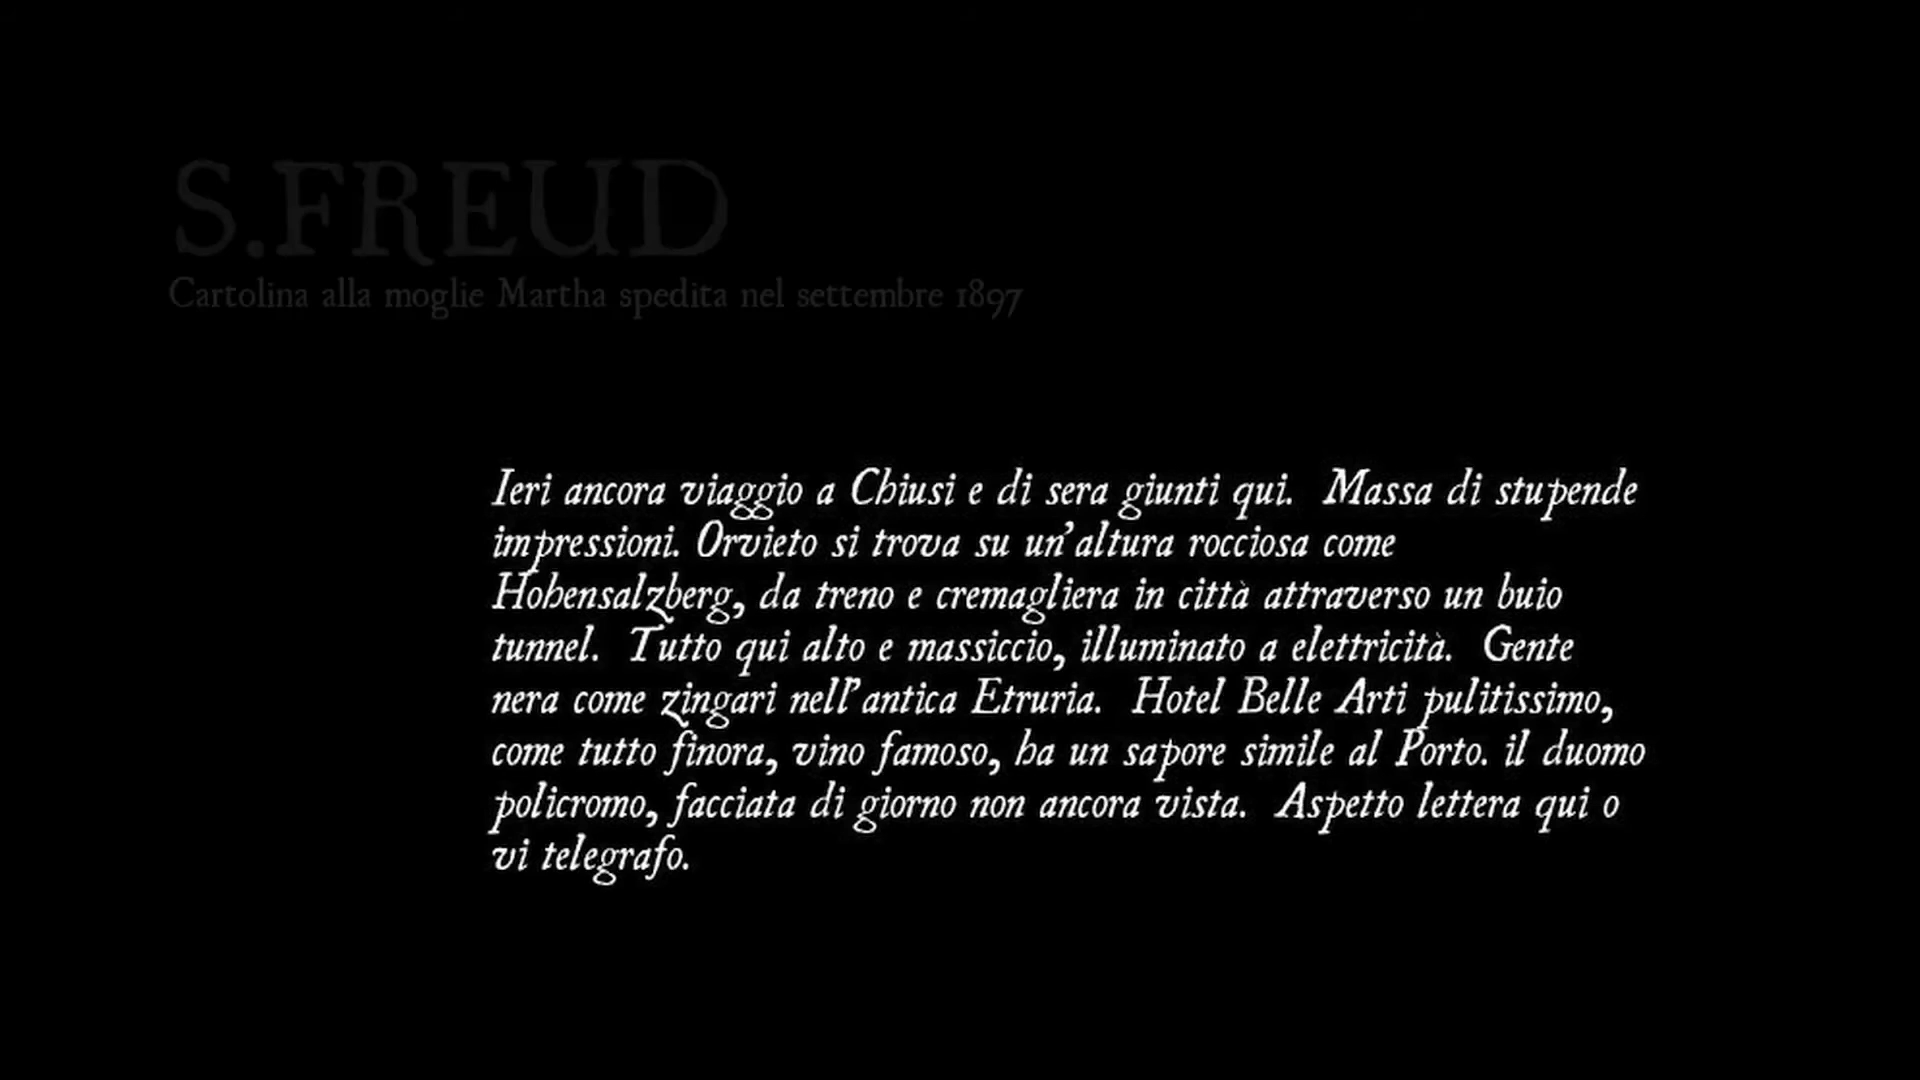 S.FREUD
Cartolina alla moglie Martha spedita nel settembre 1897
Ieri ancora viaggio a Chiusi e di sera giunti qui.  Massa di stupende
impressioni. Orvieto si trova su un'altura rocciosa come
Hohensalzberg, da treno e cremagliera in città attraverso un buio
tunnel.  Tutto qui alto e massiccio, illuminato a elettricità.  Gente
nera come zingari nell'antica Etruria.  Hotel Belle Arti pulitissimo,
come tutto finora, vino famoso, ha un sapore simile al Porto. il duomo
policromo, facciata di giorno non ancora vista.  Aspetto lettera qui o
vi telegrafo.